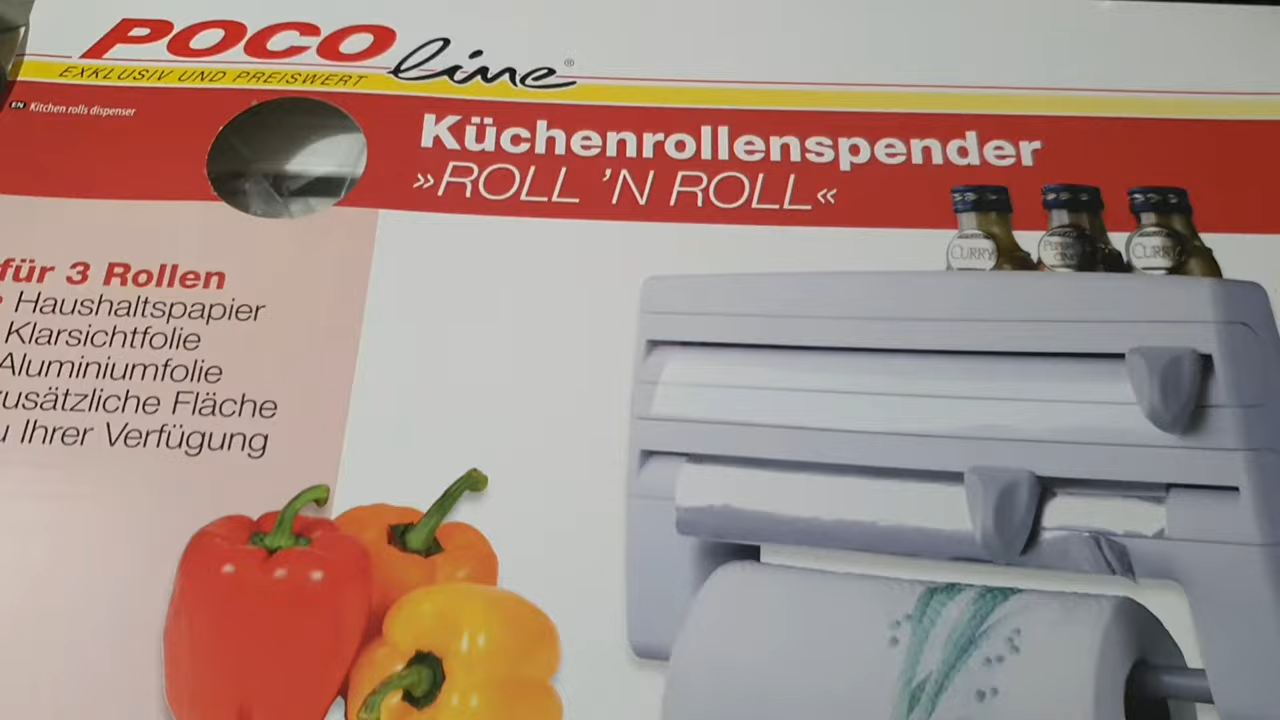 POCO line®
EXKLUSIV UND PREISWERT
EN Kitchen rolls dispenser
Küchenrollenspender
»ROLL 'N ROLL«
für 3 Rollen
Haushaltspapier
Klarsichtfolie
Aluminiumfolie
zusätzliche Fläche
u Ihrer Verfügung
CURRY
CURRY